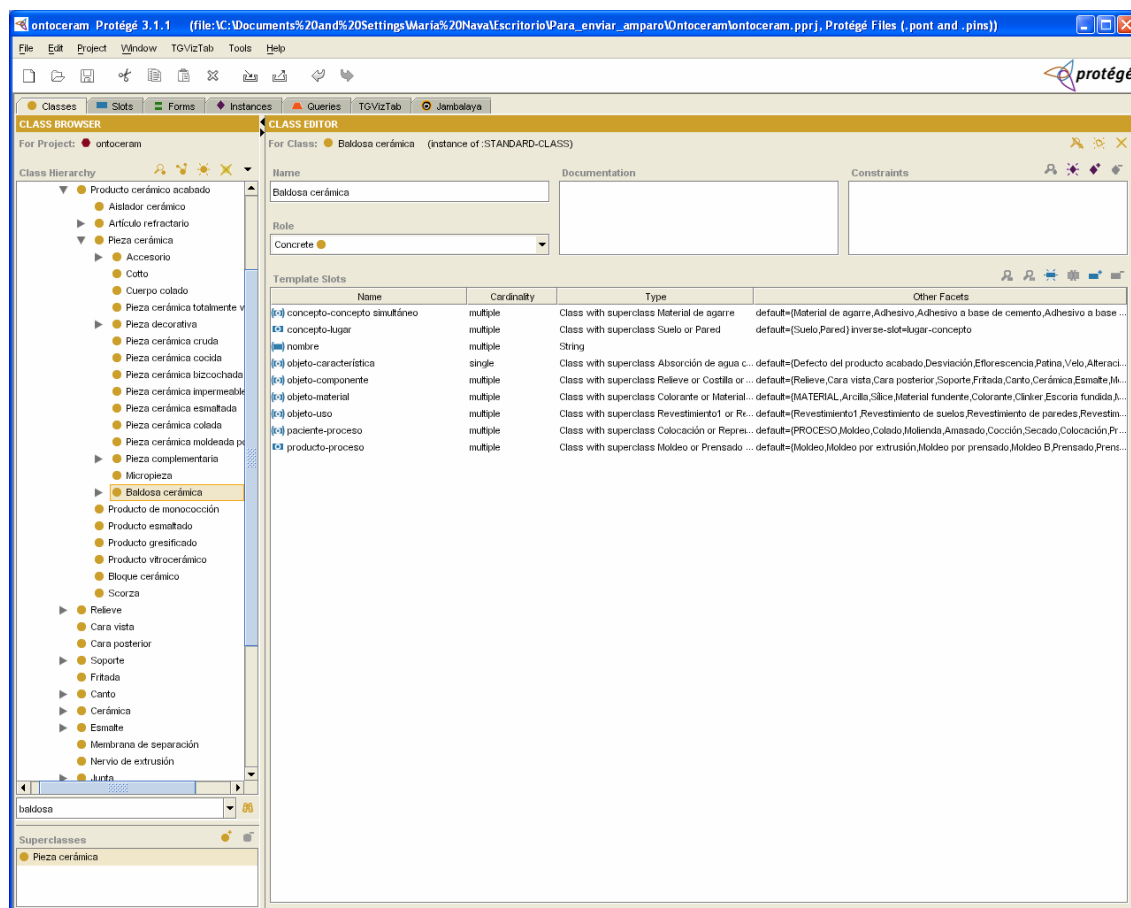 ontoceram Protégé 3.1.1 (file:\C:\Documents%20and%20Settings\María%20Nava\Escritorio\Para_enviar_amparo\Ontoceram\ontoceram.pprj, Protégé Files (.pont and .pins))
File Edit Project Window TGVizTab Tools Help
protégé
Classes Slots Forms Instances Queries TGVizTab Jambalaya
CLASS BROWSER
For Project: ontoceram
Class Hierarchy
Producto cerámico acabado
Aislador cerámico
Artículo refractario
Pieza cerámica
Accesorio
Cotto
Cuerpo colado
Pieza cerámica totalmente v
Pieza decorativa
Pieza cerámica cruda
Pieza cerámica cocida
Pieza cerámica bizcochada
Pieza cerámica impermeable
Pieza cerámica esmaltada
Pieza cerámica colada
Pieza cerámica moldeada p
Pieza complementaria
Micropieza
Baldosa cerámica
Producto de monococción
Producto esmaltado
Producto gresificado
Producto vitrocerámico
Bloque cerámico
Scorza
Relieve
Cara vista
Cara posterior
Soporte
Fritada
Canto
Cerámica
Esmalte
Membrana de separación
Nervio de extrusión
Junta
baldosa
Superclasses
Pieza cerámica
CLASS EDITOR
For Class: Baldosa cerámica (instance of :STANDARD-CLASS)
Name Documentation Constraints
Baldosa cerámica
Role
Concrete
Template Slots
Name Cardinality Type Other Facets
concepto-concepto simultáneo multiple Class with superclass Material de agarre default={Material de agarre,Adhesivo,Adhesivo a base de cemento,Adhesivo a base ...
concepto-lugar multiple Class with superclass Suelo or Pared default={Suelo,Pared} inverse-slot=lugar-concepto
nombre multiple String
objeto-característica single Class with superclass Absorción de agua c... default={Defecto del producto acabado,Desviación,Eflorescencia,Patina,Velo,Alteraci...
objeto-componente multiple Class with superclass Relieve or Costilla or ... default={Relieve,Cara vista,Cara posterior,Soporte,Fritada,Canto,Cerámica,Esmalte,M...
objeto-material multiple Class with superclass Colorante or Material... default={MATERIAL,Arcilla,Sílice,Material fundente,Colorante,Clinker,Escoria fundida,M...
objeto-uso multiple Class with superclass Revestimiento1 or Re... default={Revestimiento1,Revestimiento de suelos,Revestimiento de paredes,Revestim...
paciente-proceso multiple Class with superclass Colocación or Reprei... default={PROCESO,Moldeo,Colado,Molienda,Amasado,Cocción,Secado,Colocación,Pr...
producto-proceso multiple Class with superclass Moldeo or Prensado ... default={Moldeo,Moldeo por extrusión,Moldeo por prensado,Moldeo B,Prensado,Prens...